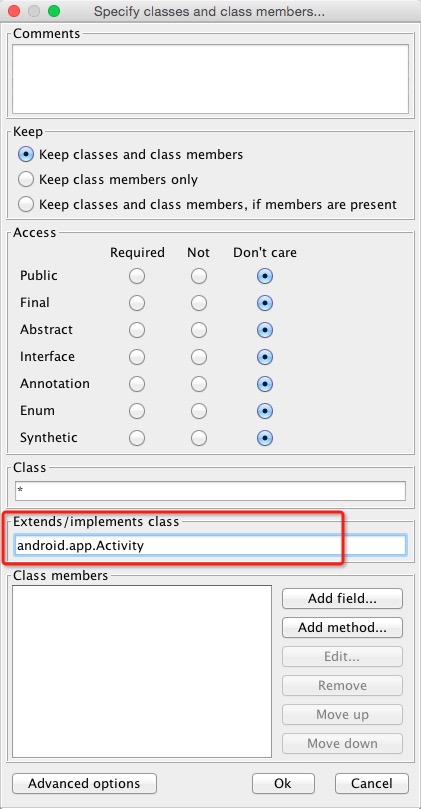 Specify classes and class members...
Comments
Keep
Keep classes and class members
Keep class members only
Keep classes and class members, if members are present
Access
Required Not Don't care
Public
Final
Abstract
Interface
Annotation
Enum
Synthetic
Class
*
Extends/implements class
android.app.Activity
Class members
Add field...
Add method...
Edit...
Remove
Move up
Move down
Advanced options Ok Cancel